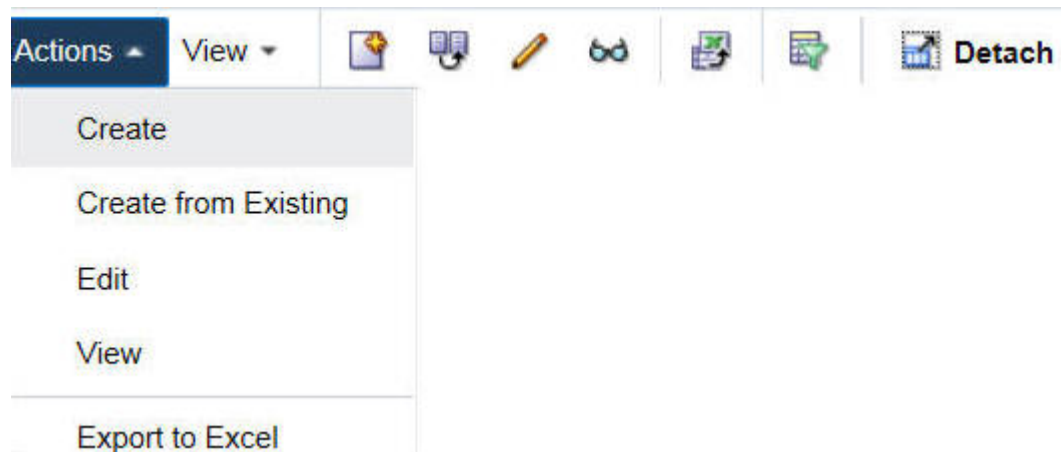 Actions View Detach
Create
Create from Existing
Edit
View
Export to Excel